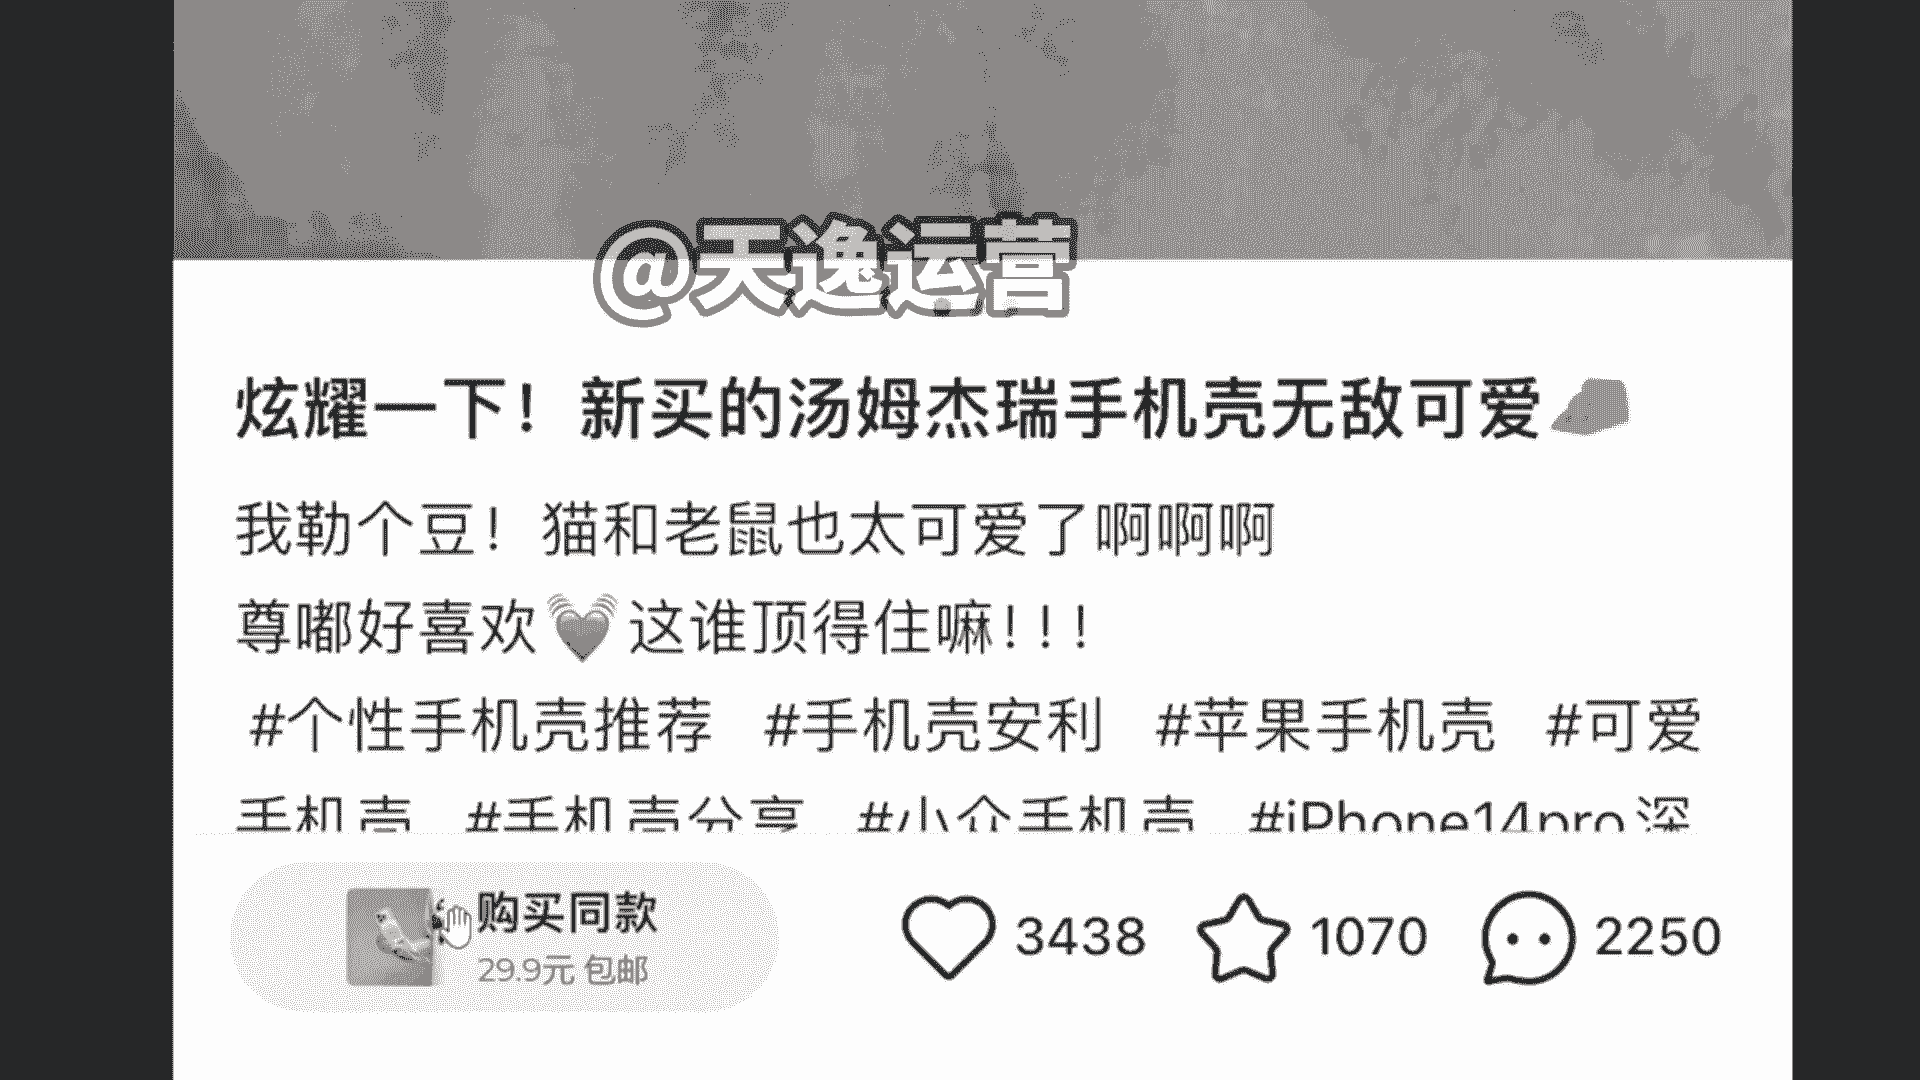 @天逸运营
炫耀一下！新买的汤姆杰瑞手机壳无敌可爱
我勒个豆！猫和老鼠也太可爱了啊啊啊
尊嘟好喜欢💓这谁顶得住嘛！！！
#个性手机壳推荐 #手机壳安利 #苹果手机壳 #可爱
手机壳 #手机壳分享 #小众手机壳 #iPhone14pro深
购买同款
29.9元 包邮
3438
1070
2250